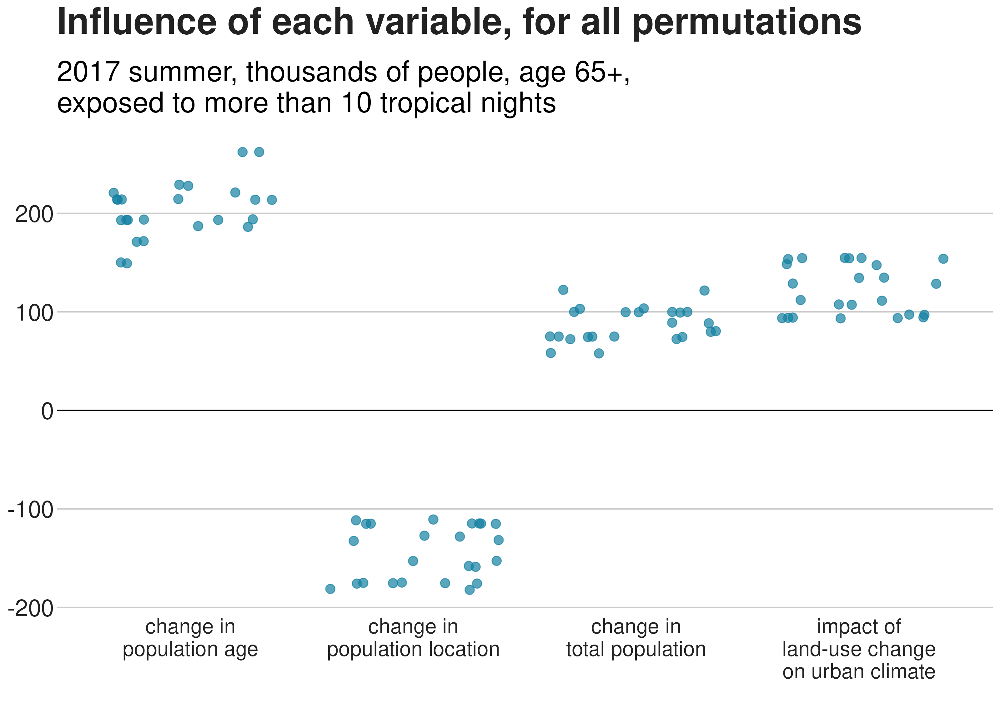 Influence of each variable, for all permutations
2017 summer, thousands of people, age 65+,
exposed to more than 10 tropical nights
200
100
0
-100
-200
change in
population age
change in
population location
change in
total population
impact of
land-use change
on urban climate